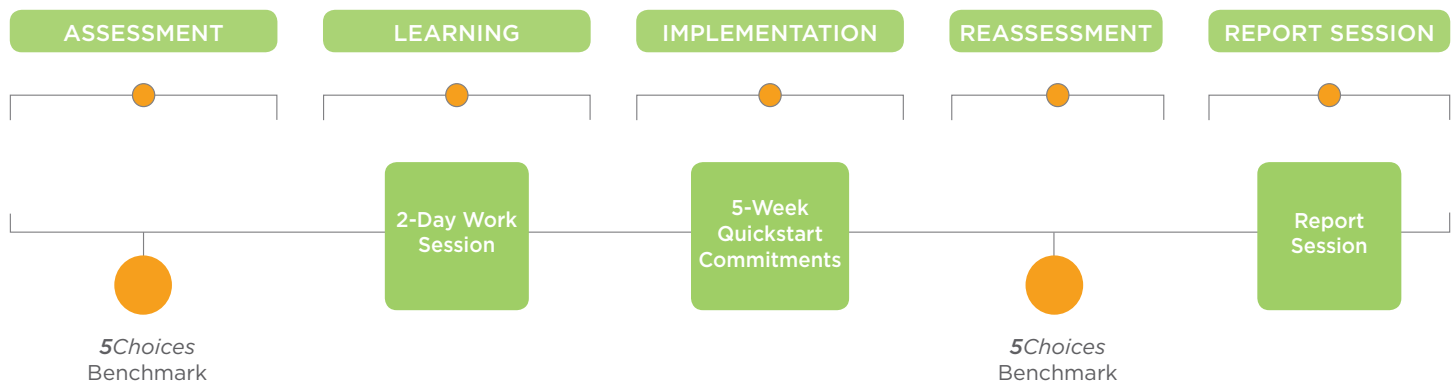 ASSESSMENT
LEARNING
IMPLEMENTATION
REASSESSMENT
REPORT SESSION
2-Day Work
Session
5-Week
Quickstart
Commitments
Report
Session
5Choices
Benchmark
5Choices
Benchmark